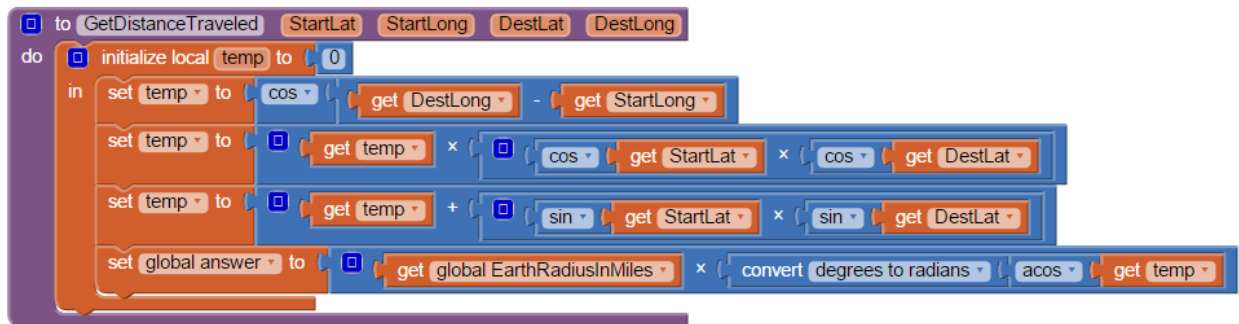 to GetDistanceTraveled StartLat StartLong DestLat DestLong
do initialize local temp to 0
in set temp to cos get DestLong - get StartLong
set temp to get temp × cos get StartLat × cos get DestLat
set temp to get temp + sin get StartLat × sin get DestLat
set global answer to get global EarthRadiusInMiles × convert degrees to radians acos get temp